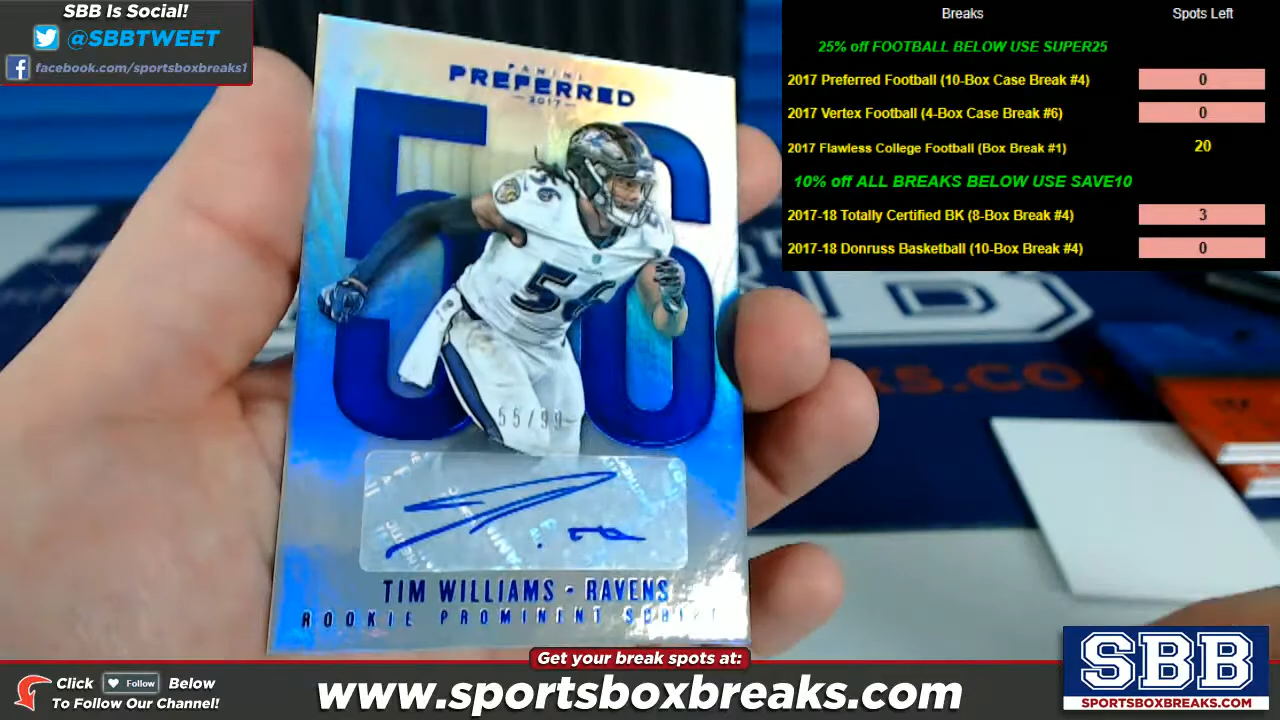 SBB Is Social!
@SBBTWEET
facebook.com/sportsboxbreaks1
Breaks Spots Left
25% off FOOTBALL BELOW USE SUPER25
2017 Preferred Football (10-Box Case Break #4) 0
2017 Vertex Football (4-Box Case Break #6) 0
2017 Flawless College Football (Box Break #1) 20
10% off ALL BREAKS BELOW USE SAVE10
2017-18 Totally Certified BK (8-Box Break #4) 3
2017-18 Donruss Basketball (10-Box Break #4) 0
PANINI
PREFERRED
2017
56
56
56
55/99
TIM WILLIAMS - RAVENS
ROOKIE PROMINENT SCRIPT
Get your break spots at:
Click Follow Below
To Follow Our Channel!
www.sportsboxbreaks.com
SBB
SPORTSBOXBREAKS.COM